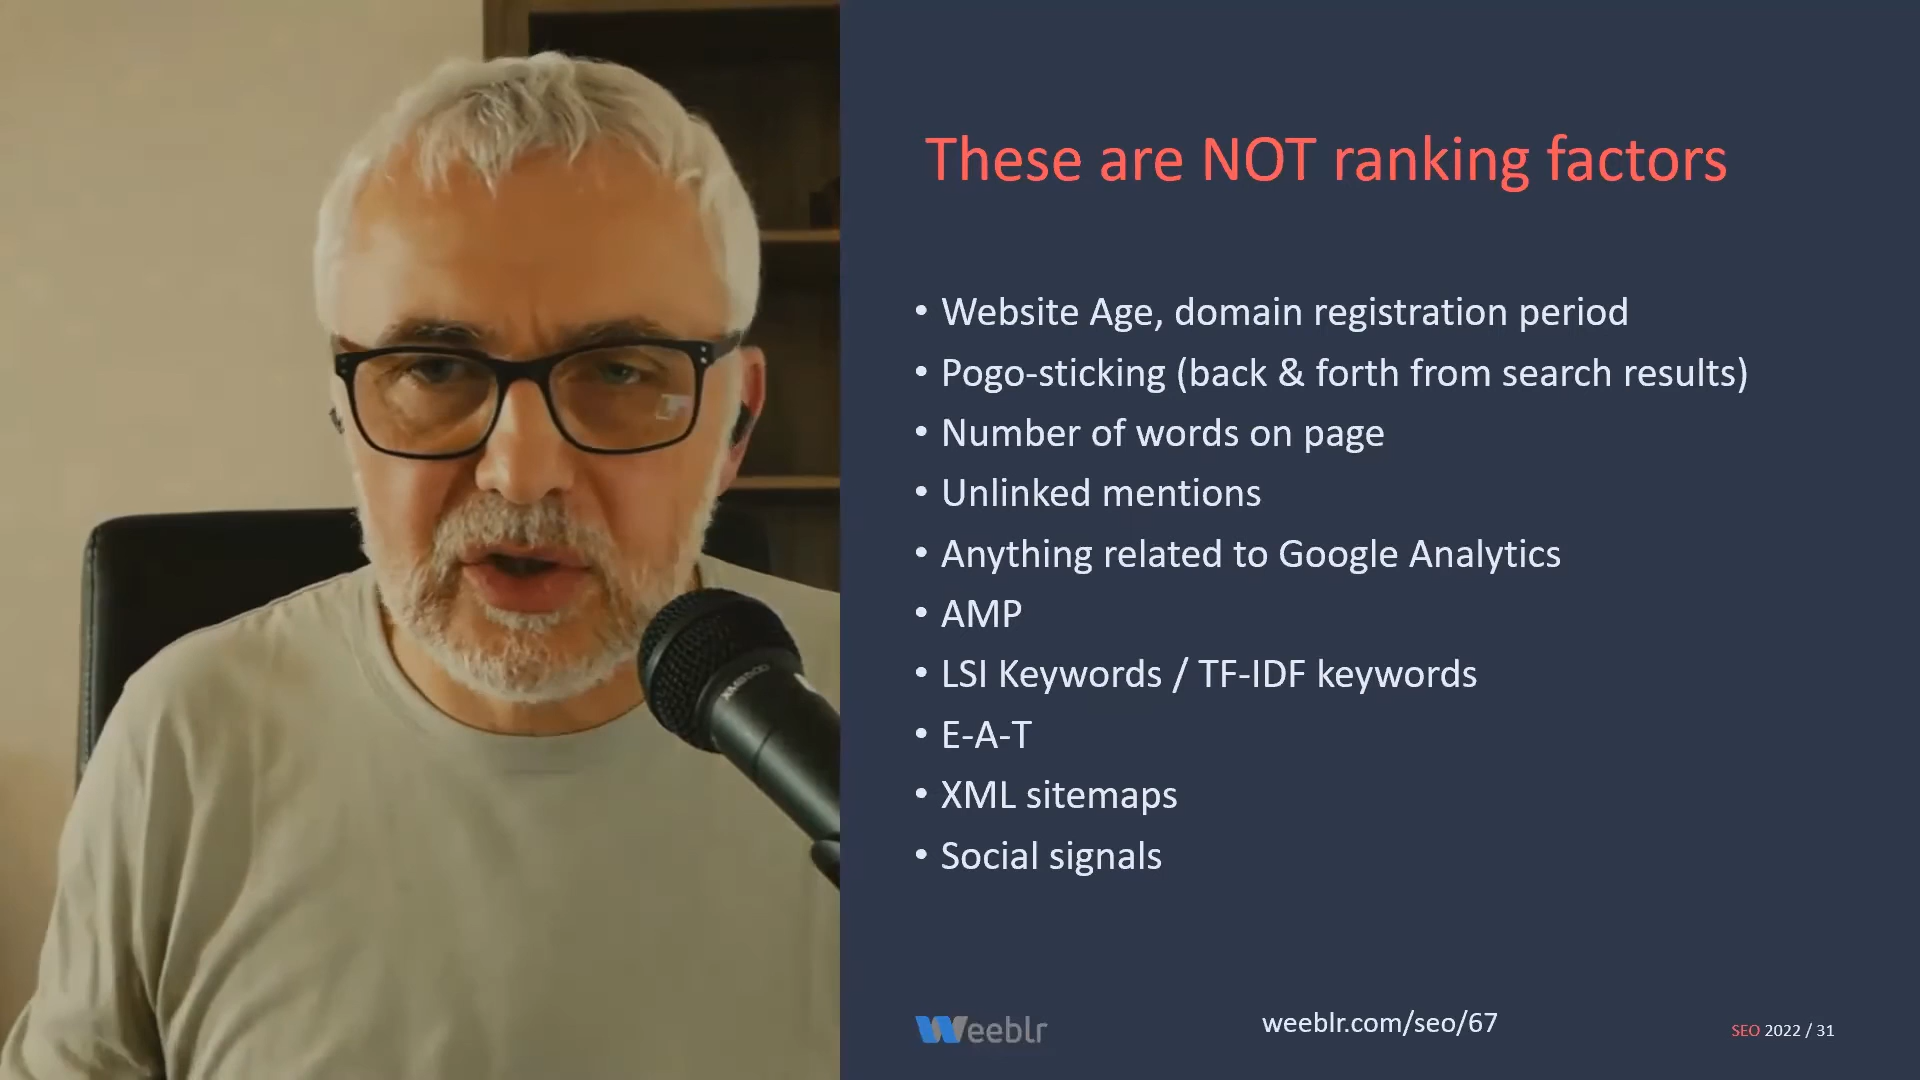 These are NOT ranking factors
• Website Age, domain registration period
• Pogo-sticking (back & forth from search results)
• Number of words on page
• Unlinked mentions
• Anything related to Google Analytics
• AMP
• LSI Keywords / TF-IDF keywords
• E-A-T
• XML sitemaps
• Social signals
XM8500
Weeblr
weeblr.com/seo/67
SEO 2022 / 31